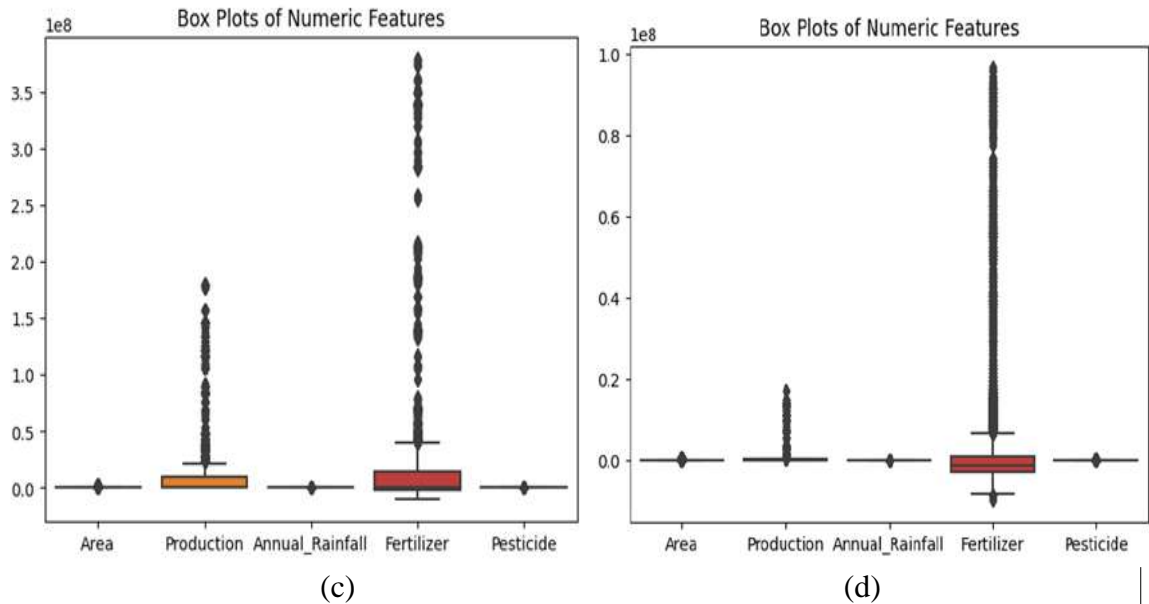 Box Plots of Numeric Features
1e8
3.5
3.0
2.5
2.0
1.5
1.0
0.5
0.0
Area Production Annual_Rainfall Fertilizer Pesticide
(c)
Box Plots of Numeric Features
1e8
1.0
0.8
0.6
0.4
0.2
0.0
Area Production Annual_Rainfall Fertilizer Pesticide
(d)